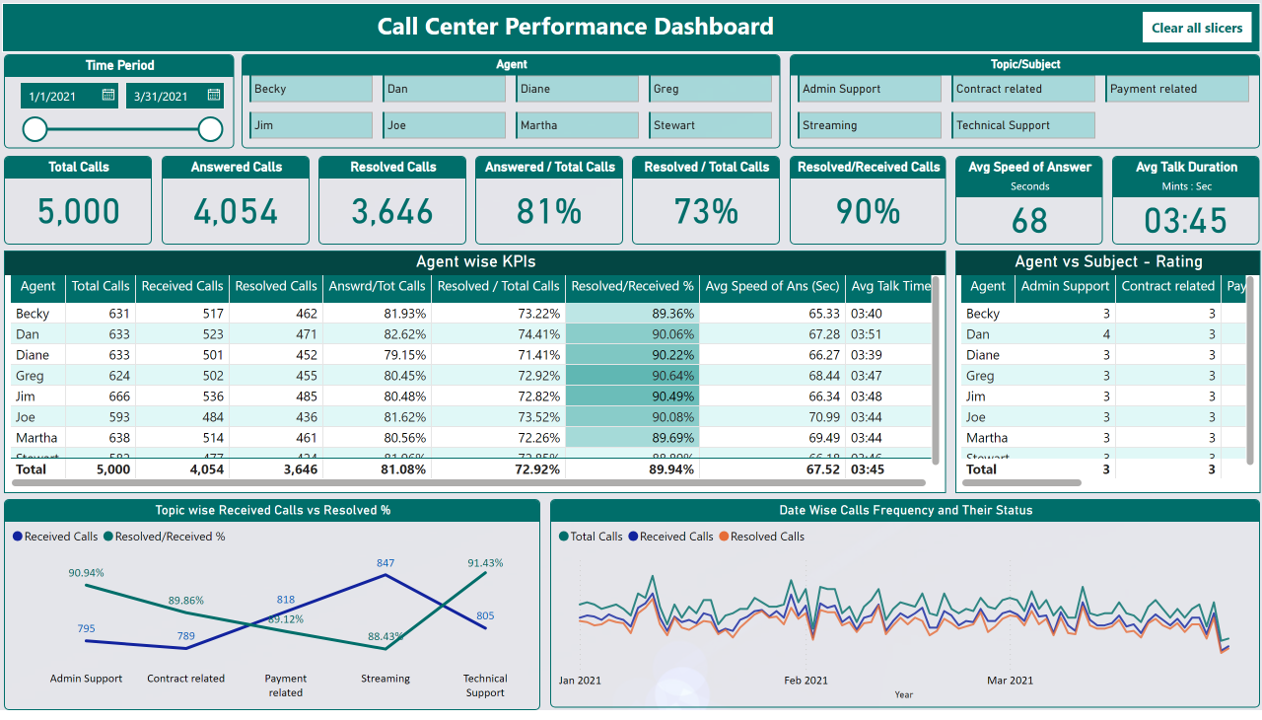 Call Center Performance Dashboard
Clear all slicers
Time Period
1/1/2021
3/31/2021
Agent
Becky Dan Diane Greg
Jim Joe Martha Stewart
Topic/Subject
Admin Support Contract related Payment related
Streaming Technical Support
Total Calls
5,000
Answered Calls
4,054
Resolved Calls
3,646
Answered / Total Calls
81%
Resolved / Total Calls
73%
Resolved/Received Calls
90%
Avg Speed of Answer
Seconds
68
Avg Talk Duration
Mints : Sec
03:45
Agent wise KPIs
Agent Total Calls Received Calls Resolved Calls Answrd/Tot Calls Resolved / Total Calls Resolved/Received % Avg Speed of Ans (Sec) Avg Talk Time
Becky 631 517 462 81.93% 73.22% 89.36% 65.33 03:40
Dan 633 523 471 82.62% 74.41% 90.06% 67.28 03:51
Diane 633 501 452 79.15% 71.41% 90.22% 66.27 03:39
Greg 624 502 455 80.45% 72.92% 90.64% 68.44 03:47
Jim 666 536 485 80.48% 72.82% 90.49% 66.34 03:48
Joe 593 484 436 81.62% 73.52% 90.08% 70.99 03:44
Martha 638 514 461 80.56% 72.26% 89.69% 69.49 03:44
Total 5,000 4,054 3,646 81.08% 72.92% 89.94% 67.52 03:45
Agent vs Subject - Rating
Agent Admin Support Contract related Pay
Becky 3 3
Dan 4 3
Diane 3 3
Greg 3 3
Jim 3 3
Joe 3 3
Martha 3 3
Total 3 3
Topic wise Received Calls vs Resolved %
Received Calls Resolved/Received %
90.94%
89.86%
89.12%
88.43%
91.43%
795
789
818
847
805
Admin Support
Contract related
Payment
related
Streaming
Technical
Support
Date Wise Calls Frequency and Their Status
Total Calls Received Calls Resolved Calls
Jan 2021
Feb 2021
Mar 2021
Year